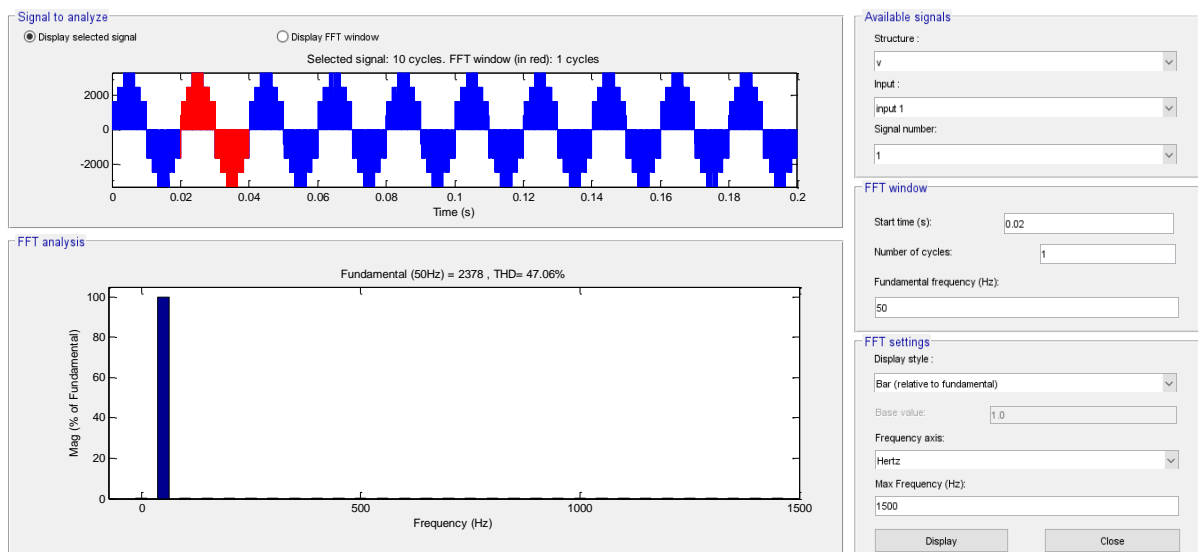 Signal to analyze
Display selected signal
Display FFT window
Selected signal: 10 cycles. FFT window (in red): 1 cycles
2000
0
-2000
0 0.02 0.04 0.06 0.08 0.1 0.12 0.14 0.16 0.18 0.2
Time (s)
FFT analysis
Fundamental (50Hz) = 2378 , THD= 47.06%
100
80
60
40
20
0
Mag (% of Fundamental)
0 500 1000 1500
Frequency (Hz)
Available signals
Structure :
v
Input :
input 1
Signal number:
1
FFT window
Start time (s): 0.02
Number of cycles: 1
Fundamental frequency (Hz):
50
FFT settings
Display style :
Bar (relative to fundamental)
Base value: 1.0
Frequency axis:
Hertz
Max Frequency (Hz):
1500
Display Close